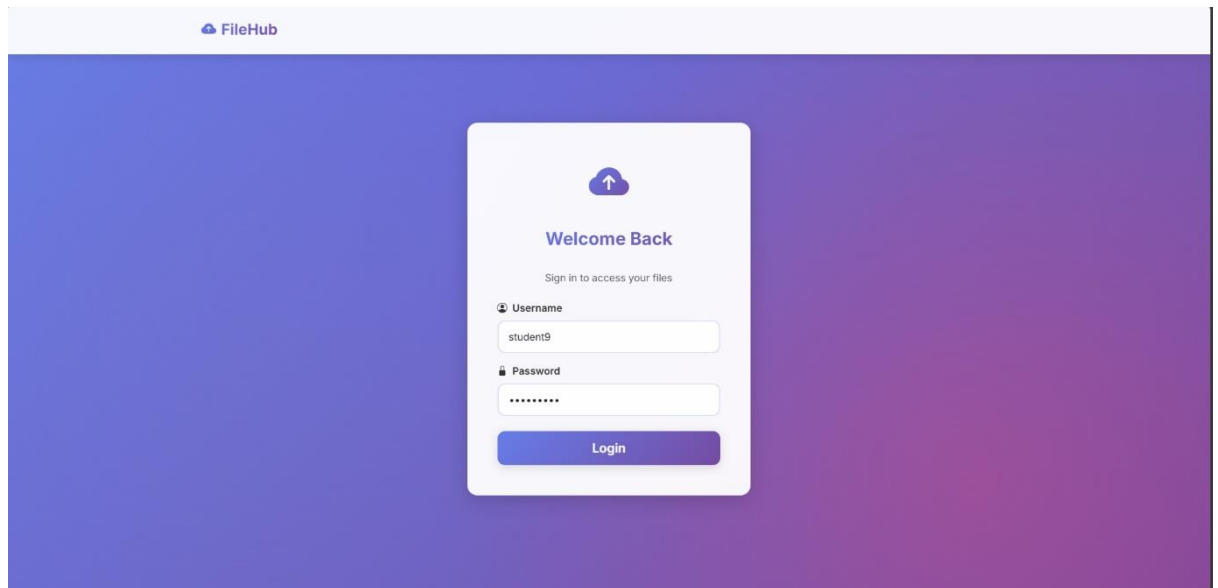 FileHub
Welcome Back
Sign in to access your files
Username
student9
Password
•••••••••
Login